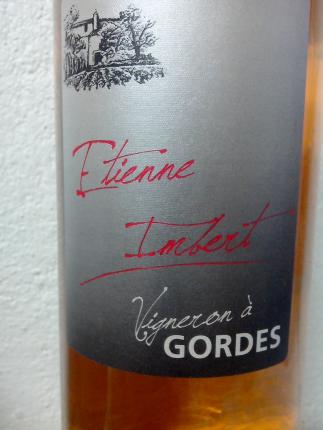 Etienne
Imbert
Vigneron à
GORDES